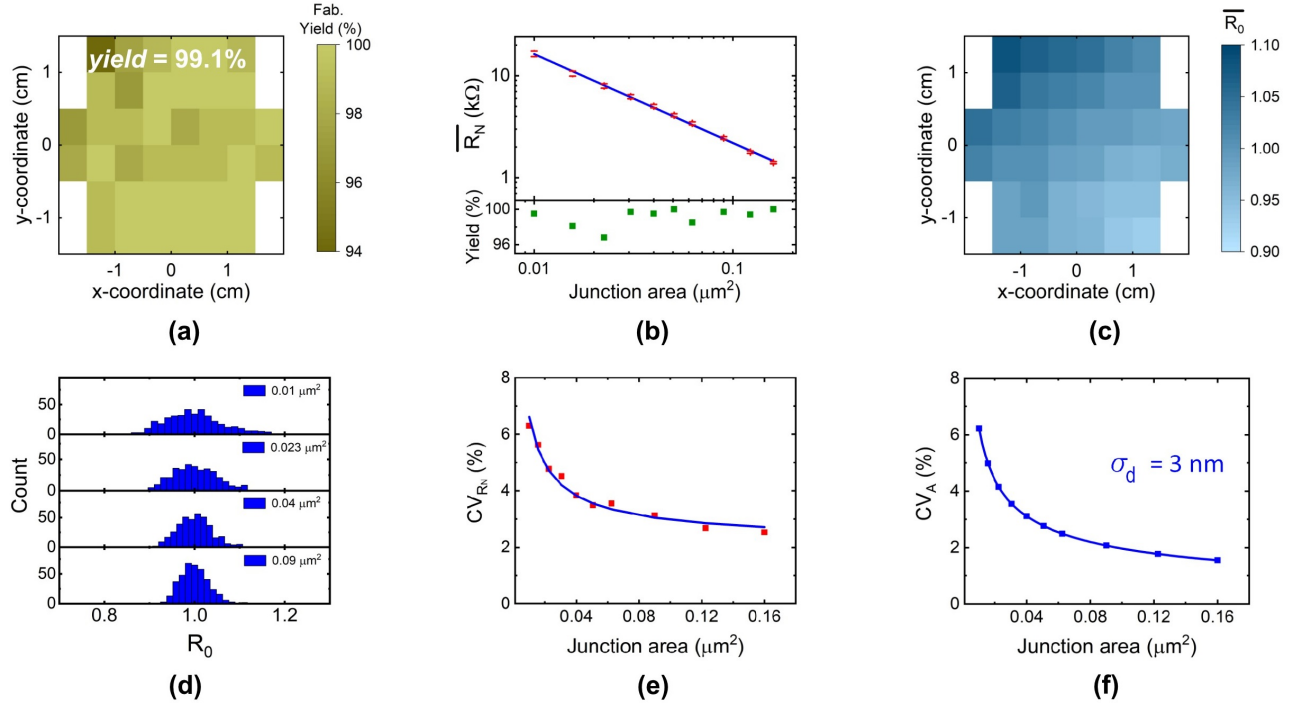 Fab.
Yield (%)
yield = 99.1%
100
98
96
94
1
0
-1
y-coordinate (cm)
-1 0 1
x-coordinate (cm)
(a)
10
1
R_N (kΩ)
100
96
Yield (%)
0.01 0.1
Junction area (μm²)
(b)
R₀
1.10
1.05
1.00
0.95
0.90
1
0
-1
y-coordinate (cm)
-1 0 1
x-coordinate (cm)
(c)
0.01 μm²
0.023 μm²
0.04 μm²
0.09 μm²
50
0
50
0
50
0
50
0
Count
0.8 1.0 1.2
R₀
(d)
8
6
4
2
0
CV_{R_N} (%)
0.04 0.08 0.12 0.16
Junction area (μm²)
(e)
8
6
4
2
0
CV_A (%)
σ_d = 3 nm
0.04 0.08 0.12 0.16
Junction area (μm²)
(f)